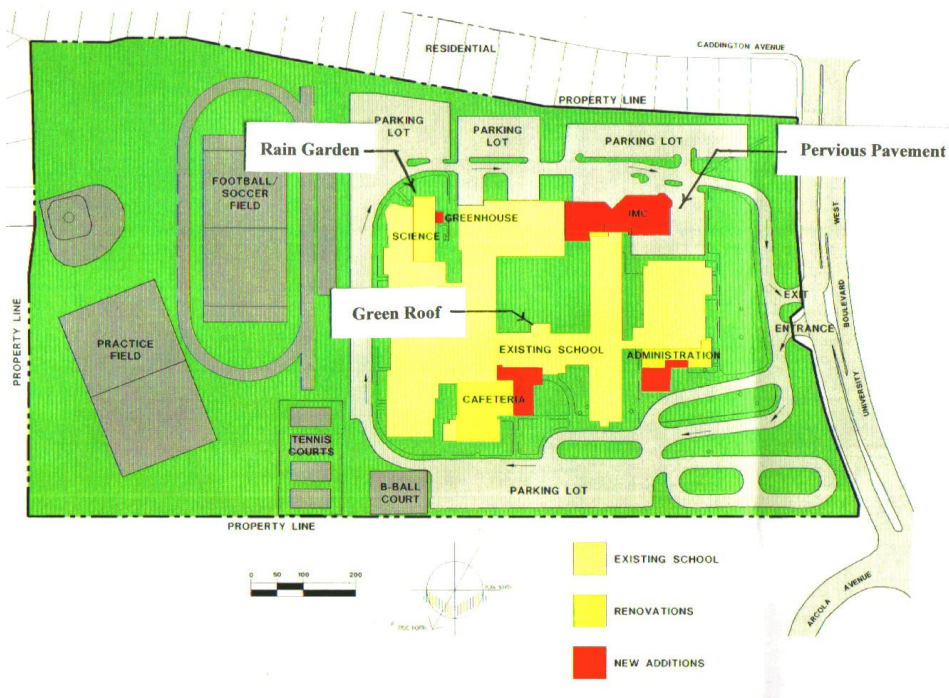 RESIDENTIAL
CADDINGTON AVENUE
PROPERTY LINE
PARKING
LOT
PARKING
LOT
PARKING LOT
Rain Garden
Pervious Pavement
FOOTBALL/
SOCCER
FIELD
GREENHOUSE
IMC
SCIENCE
WEST
BOULEVARD
UNIVERSITY
EXIT
ENTRANCE
Green Roof
PROPERTY LINE
PRACTICE
FIELD
EXISTING SCHOOL
ADMINISTRATION
CAFETERIA
TENNIS
COURTS
B-BALL
COURT
PARKING LOT
PROPERTY LINE
ARCOLA AVENUE
0 50 100 200
EXISTING SCHOOL
RENOVATIONS
NEW ADDITIONS